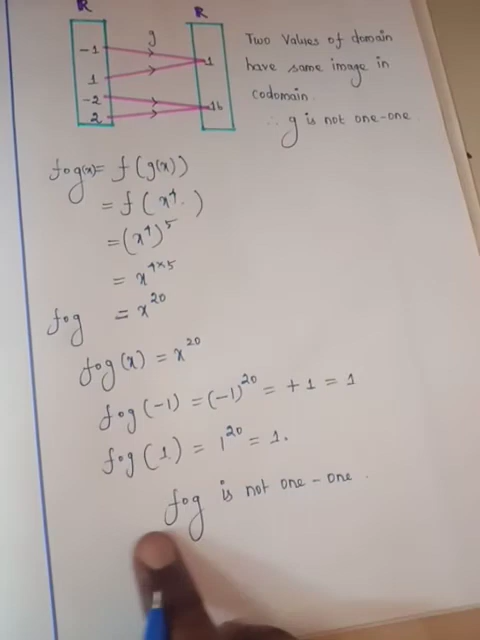 R R
g
-1
1
-2
2
1
16
Two Values of domain
have same image in
codomain.
∴ g is not one-one.
fog(x) = f(g(x))
= f(x⁴)
= (x⁴)⁵
= x⁴ˣ⁵
fog = x²⁰
fog(x) = x²⁰
fog(-1) = (-1)²⁰ = +1 = 1
fog(1) = 1²⁰ = 1.
fog is not one-one.